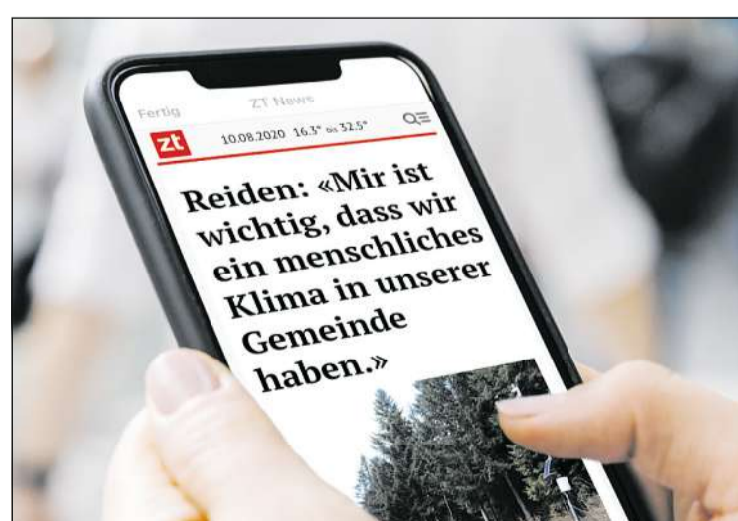 Fertig ZT News
zt 10.08.2020 16.3° bis 32.5°
Reiden: «Mir ist
wichtig, dass wir
ein menschliches
Klima in unserer
Gemeinde
haben.»